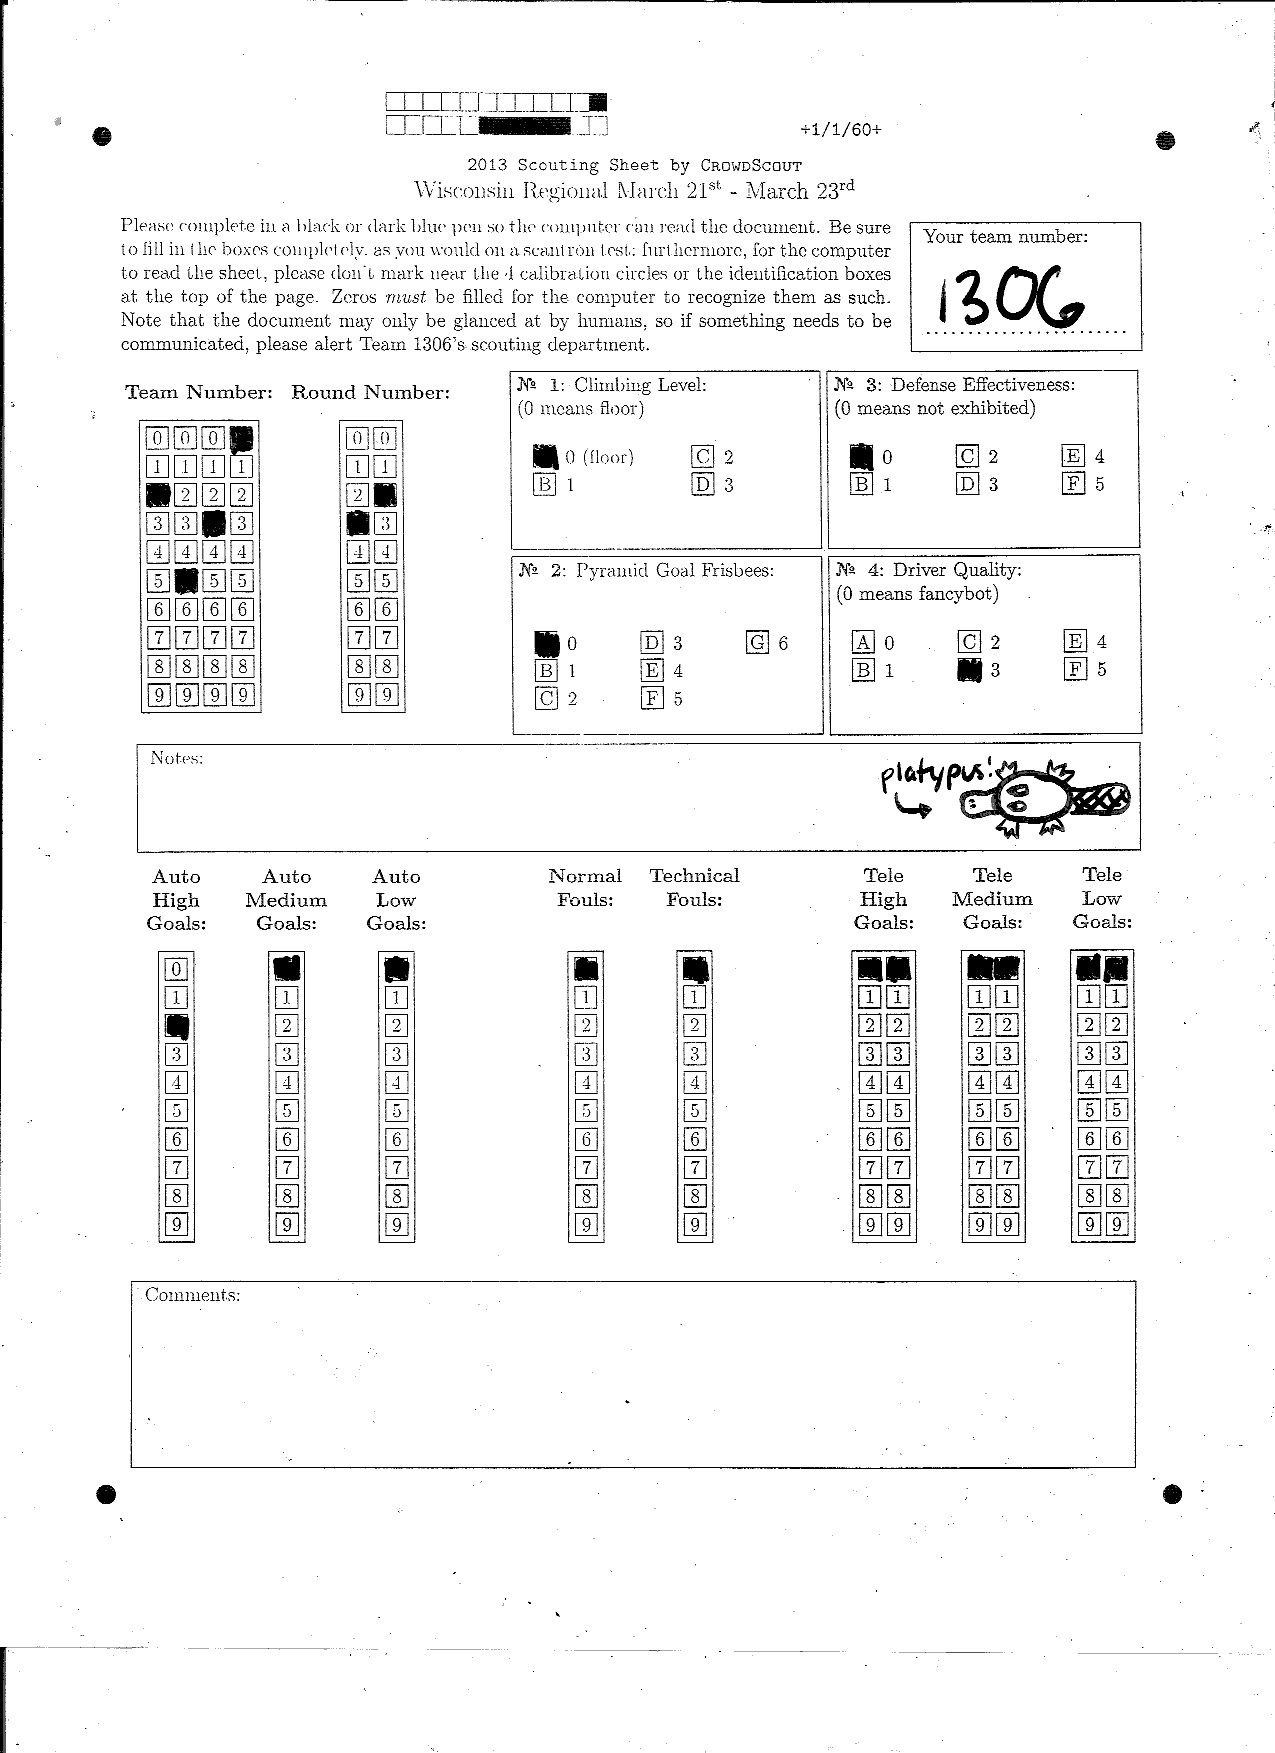 +1/1/60+
2013 Scouting Sheet by CROWDSCOUT
Wisconsin Regional March 21st - March 23rd
Please complete in a black or dark blue pen so the computer can read the document. Be sure
to fill in the boxes completely, as you would on a scantron test; furthermore, for the computer
to read the sheet, please don't mark near the 4 calibration circles or the identification boxes
at the top of the page. Zeros must be filled for the computer to recognize them as such.
Note that the document may only be glanced at by humans, so if something needs to be
communicated, please alert Team 1306's scouting department.
Your team number:
1306
Team Number: Round Number:
0 0 0 0 0
1 1 1 1 1 1
2 2 2 2
3 3 3 3
4 4 4 4 4 4
5 5 5 5 5
6 6 6 6 6 6
7 7 7 7 7 7
8 8 8 8 8 8
9 9 9 9 9 9
№ 1: Climbing Level:
(0 means floor)
0 (floor) C 2
B 1 D 3
№ 3: Defense Effectiveness:
(0 means not exhibited)
0 C 2 E 4
B 1 D 3 F 5
№ 2: Pyramid Goal Frisbees:
0 D 3 G 6
B 1 E 4
C 2 F 5
№ 4: Driver Quality:
(0 means fancybot)
A 0 C 2 E 4
B 1 3 F 5
Notes:
platypus!
Auto High Goals:
Auto Medium Goals:
Auto Low Goals:
Normal Fouls:
Technical Fouls:
Tele High Goals:
Tele Medium Goals:
Tele Low Goals:
0
1 1 1 1 1 1 1 1 1 1 1
2 2 2 2 2 2 2 2 2 2
3 3 3 3 3 3 3 3 3 3 3
4 4 4 4 4 4 4 4 4 4 4
5 5 5 5 5 5 5 5 5 5 5
6 6 6 6 6 6 6 6 6 6 6
7 7 7 7 7 7 7 7 7 7 7
8 8 8 8 8 8 8 8 8 8 8
9 9 9 9 9 9 9 9 9 9 9
Comments: